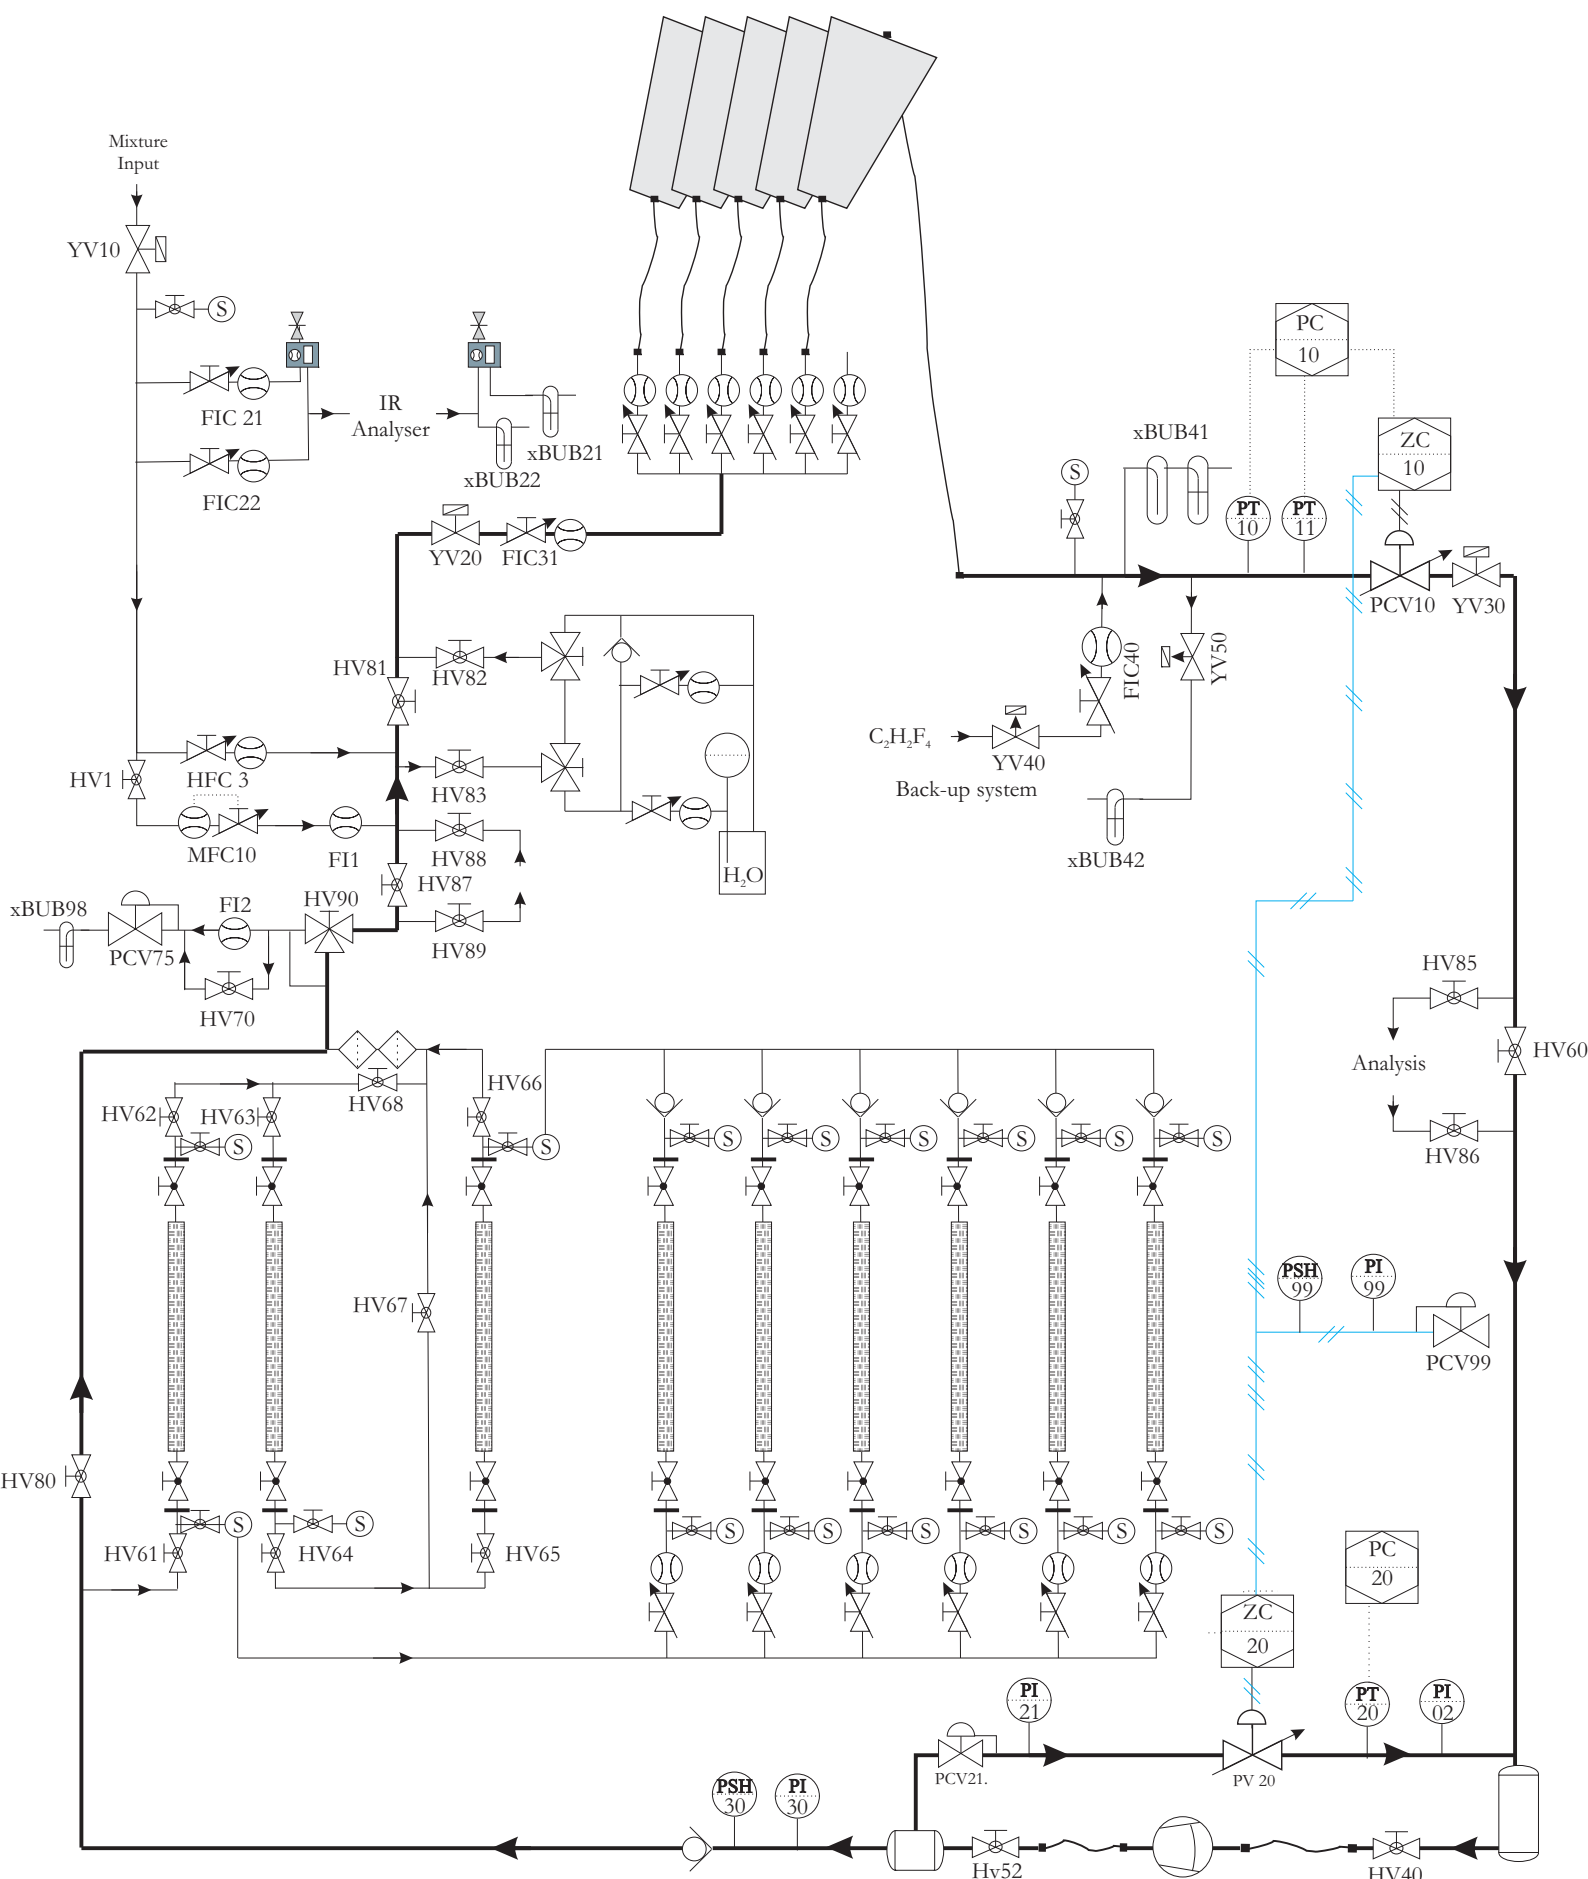 Mixture
Input
YV10
S
FIC 21
FIC22
IR
Analyser
xBUB21
xBUB22
YV20
FIC31
xBUB41
S
PC
10
ZC
10
PT
10
PT
11
PCV10
YV30
FIC40
YV50
C₂H₂F₄
YV40
Back-up system
xBUB42
HV81
HV82
HV1
HFC 3
HV83
MFC10
FI1
HV88
HV87
H₂O
xBUB98
FI2
HV90
PCV75
HV89
HV70
HV85
HV60
Analysis
HV86
HV66
HV62
HV63
HV68
S
S
S
S
S
S
S
S
HV67
PSH
99
PI
99
PCV99
HV80
S
S
S
S
S
S
S
S
HV61
HV64
HV65
PC
20
ZC
20
PI
21
PT
20
PI
02
PCV21.
PV 20
PSH
30
PI
30
Hv52
HV40